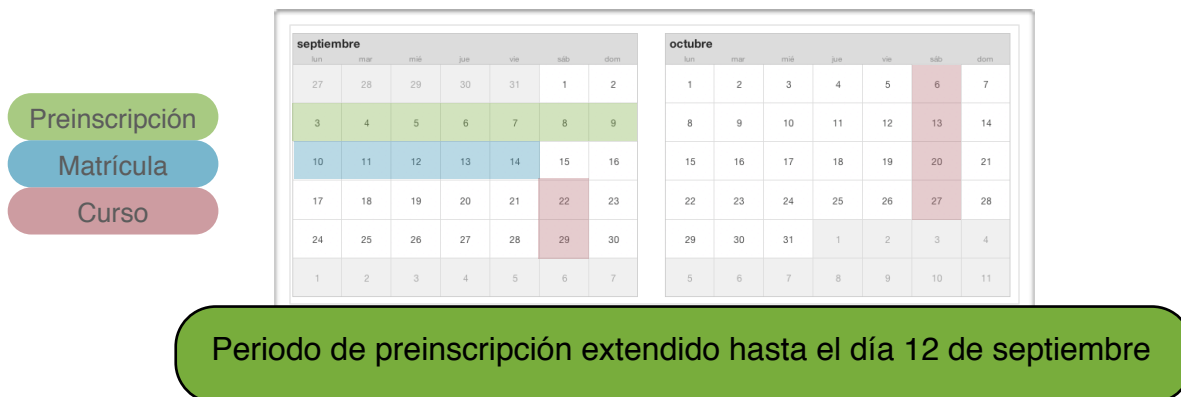 Preinscripción
Matrícula
Curso
septiembre
lun mar mié jue vie sáb dom
27 28 29 30 31 1 2
3 4 5 6 7 8 9
10 11 12 13 14 15 16
17 18 19 20 21 22 23
24 25 26 27 28 29 30
1 2 3 4 5 6 7
octubre
lun mar mié jue vie sáb dom
1 2 3 4 5 6 7
8 9 10 11 12 13 14
15 16 17 18 19 20 21
22 23 24 25 26 27 28
29 30 31 1 2 3 4
5 6 7 8 9 10 11
Periodo de preinscripción extendido hasta el día 12 de septiembre